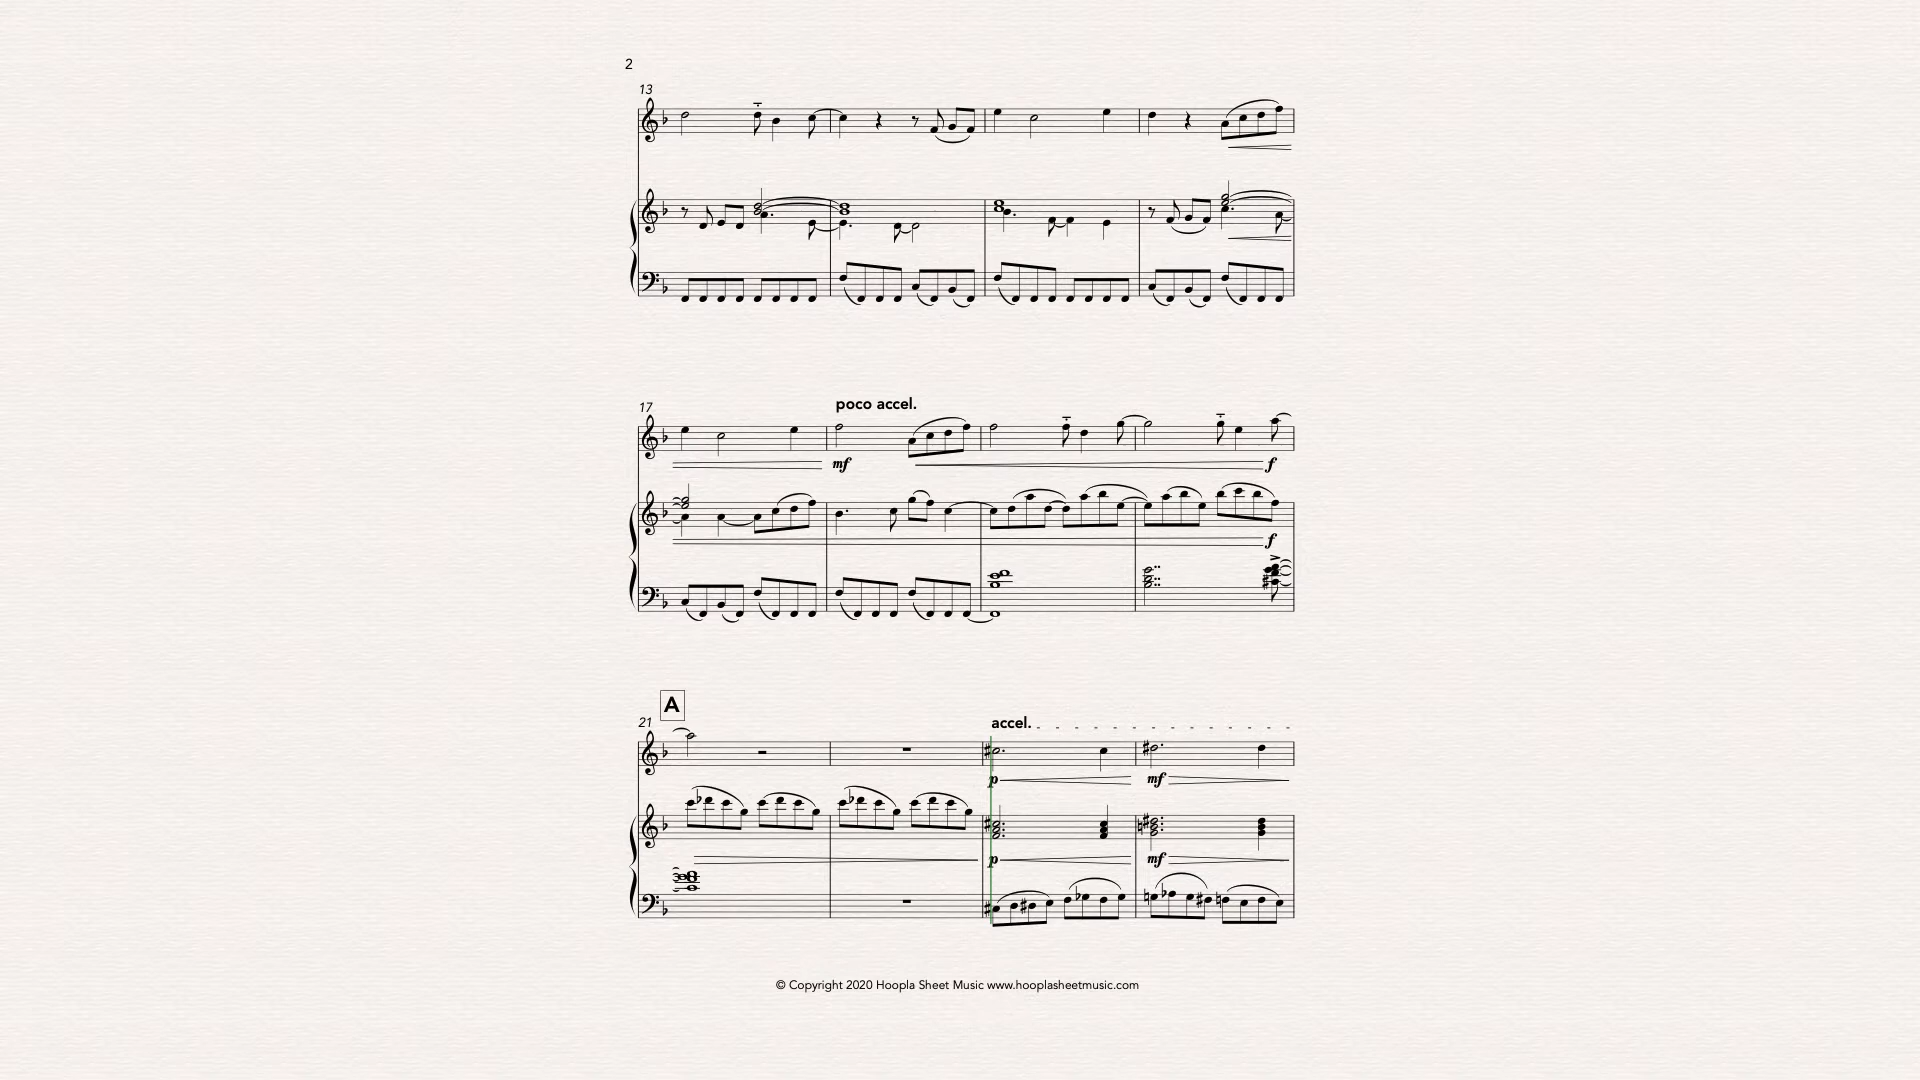 2
13
17
poco accel.
mf
f
f
A
21
accel.
p
mf
p
mf
© Copyright 2020 Hoopla Sheet Music www.hooplasheetmusic.com